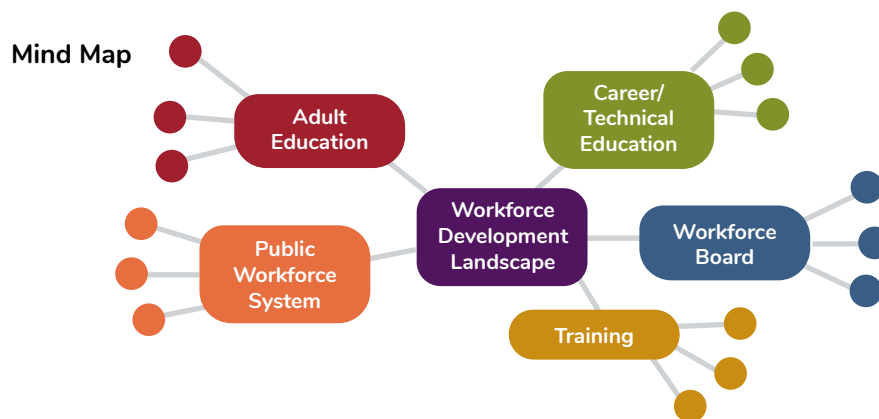 Mind Map
Adult
Education
Career/
Technical
Education
Workforce
Development
Landscape
Workforce
Board
Public
Workforce
System
Training